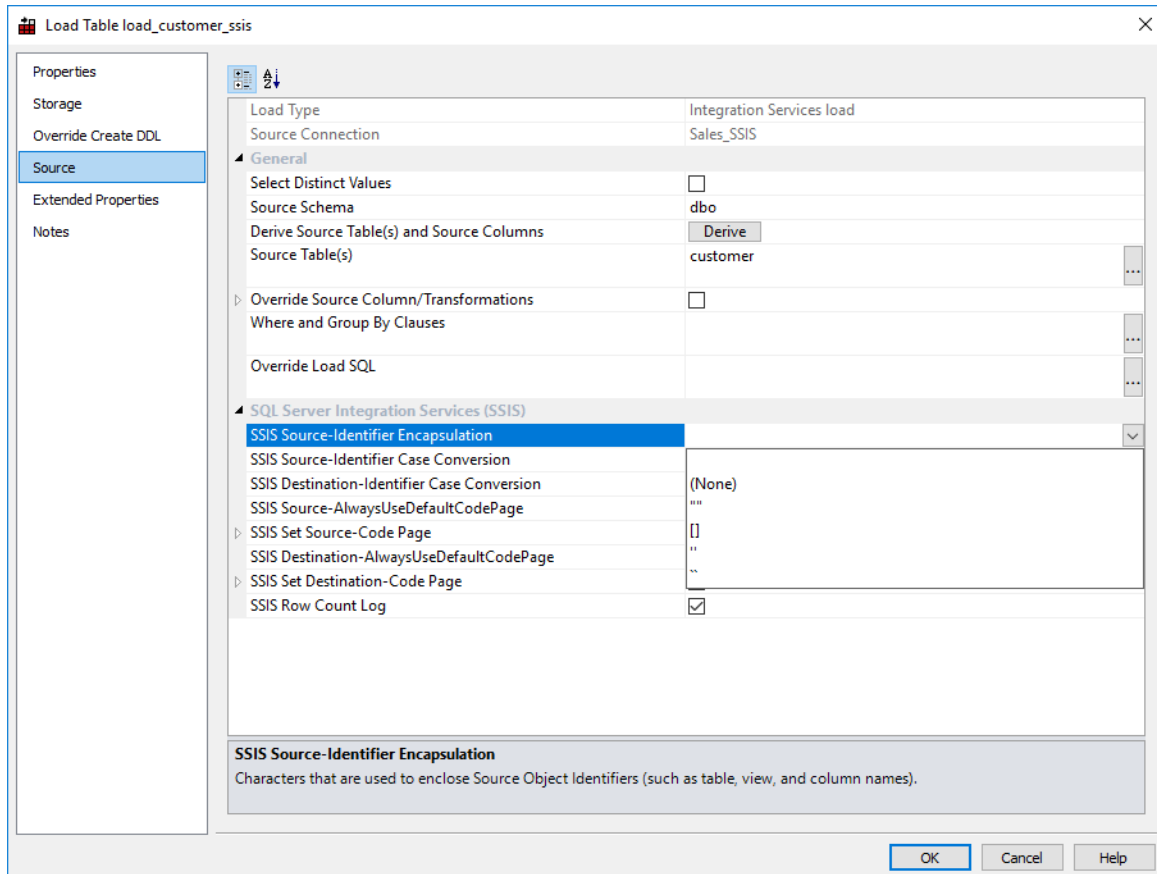 Load Table load_customer_ssis
Properties
Storage
Override Create DDL
Source
Extended Properties
Notes
Load Type Integration Services load
Source Connection Sales_SSIS
General
Select Distinct Values
Source Schema dbo
Derive Source Table(s) and Source Columns Derive
Source Table(s) customer
...
Override Source Column/Transformations
Where and Group By Clauses
...
Override Load SQL
...
SQL Server Integration Services (SSIS)
SSIS Source-Identifier Encapsulation
SSIS Source-Identifier Case Conversion
SSIS Destination-Identifier Case Conversion (None)
SSIS Source-AlwaysUseDefaultCodePage ""
SSIS Set Source-Code Page []
SSIS Destination-AlwaysUseDefaultCodePage ''
SSIS Set Destination-Code Page ``
SSIS Row Count Log
SSIS Source-Identifier Encapsulation
Characters that are used to enclose Source Object Identifiers (such as table, view, and column names).
OK Cancel Help